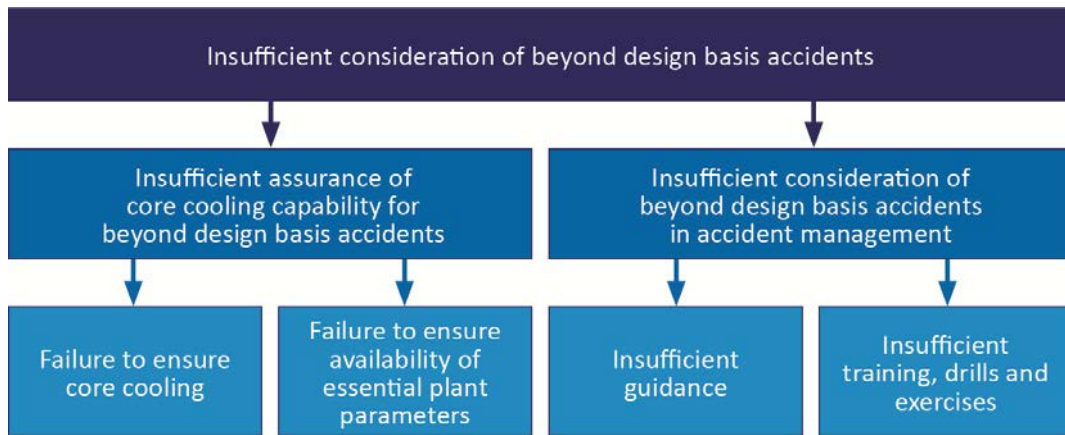 Insufficient consideration of beyond design basis accidents
Insufficient assurance of
core cooling capability for
beyond design basis accidents
Insufficient consideration of
beyond design basis accidents
in accident management
Failure to ensure
core cooling
Failure to ensure
availability of
essential plant
parameters
Insufficient
guidance
Insufficient
training, drills and
exercises